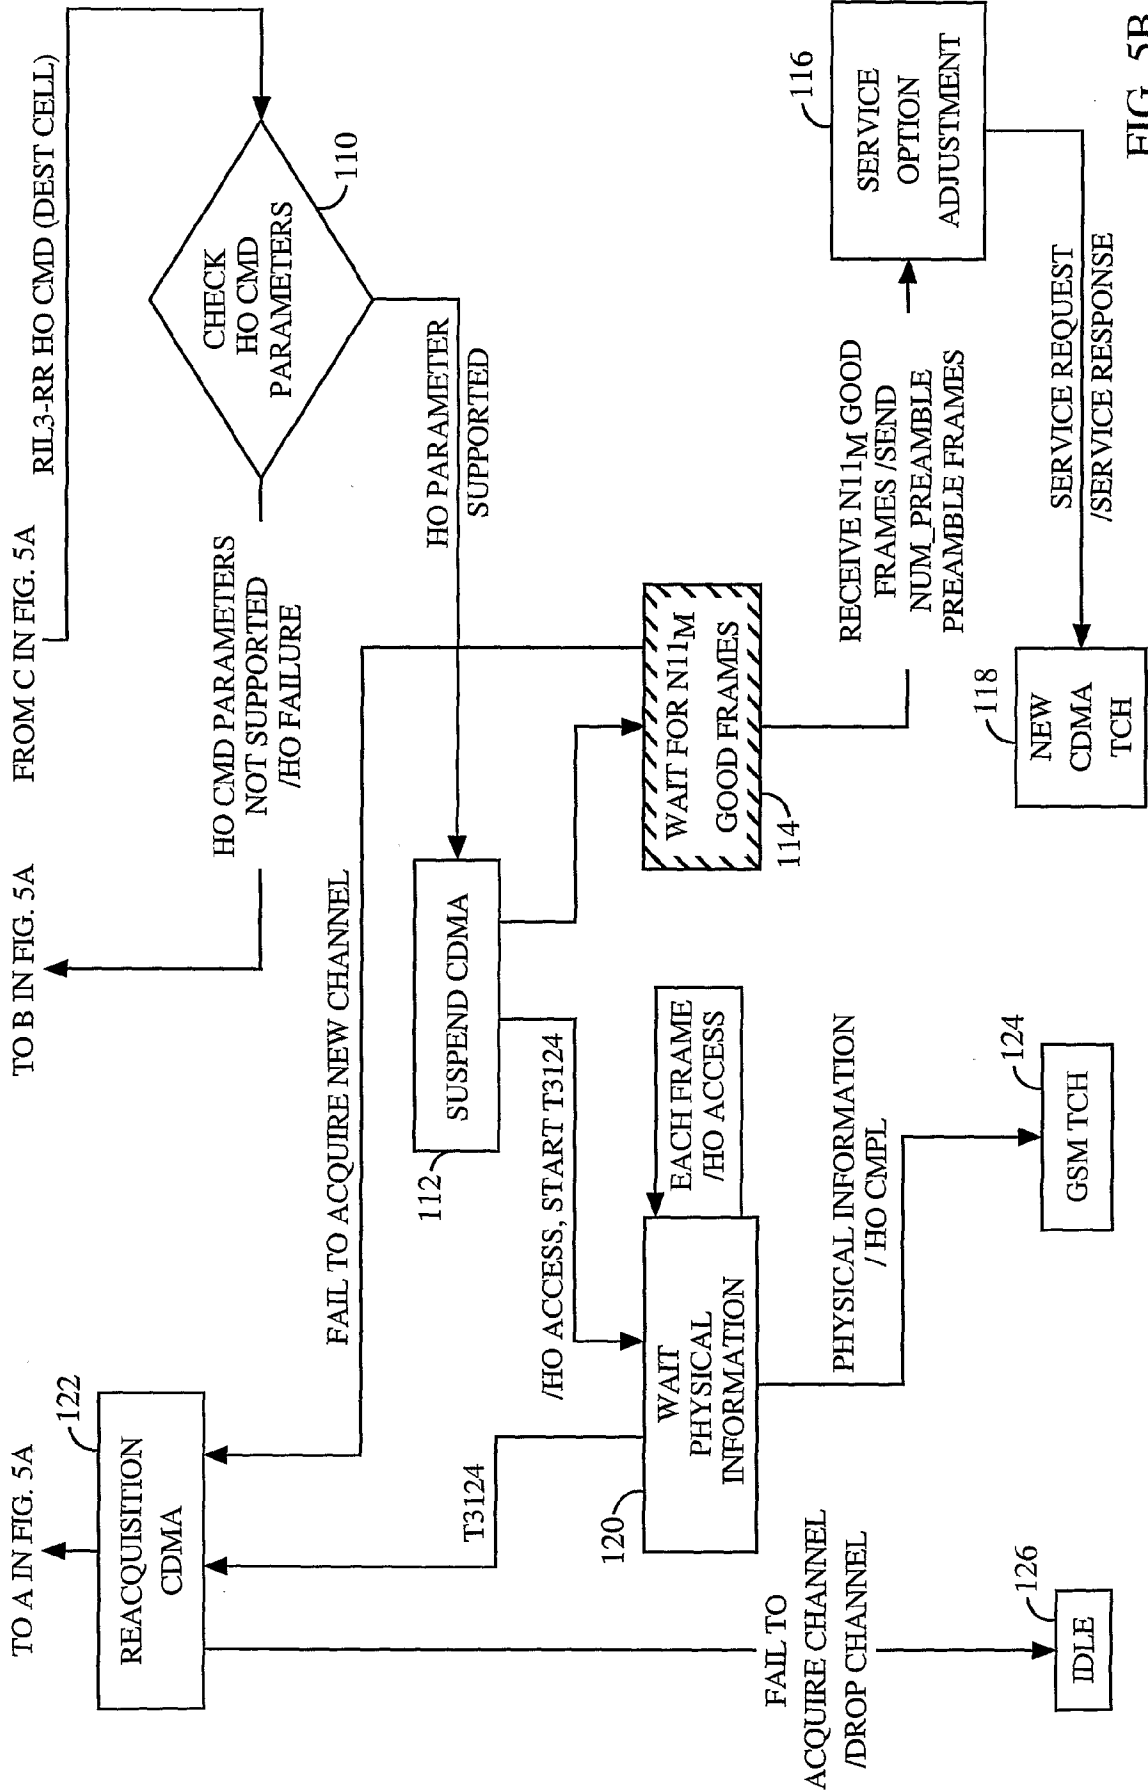 TO A IN FIG. 5A
TO B IN FIG. 5A
FROM C IN FIG. 5A
RIL3-RR HO CMD (DEST CELL)
122
REACQUISITION
CDMA
HO CMD PARAMETERS
NOT SUPPORTED
/HO FAILURE
CHECK
HO CMD
PARAMETERS
110
FAIL TO ACQUIRE NEW CHANNEL
HO PARAMETER
SUPPORTED
SUSPEND CDMA
112
T3124
/HO ACCESS, START T3124
WAIT
PHYSICAL
INFORMATION
120
EACH FRAME
/HO ACCESS
WAIT FOR N11M
GOOD FRAMES
114
FAIL TO
ACQUIRE CHANNEL
/DROP CHANNEL
PHYSICAL INFORMATION
/ HO CMPL
RECEIVE N11M GOOD
FRAMES /SEND
NUM_PREAMBLE
PREAMBLE FRAMES
116
SERVICE
OPTION
ADJUSTMENT
126
IDLE
124
GSM TCH
118
NEW
CDMA
TCH
SERVICE REQUEST
/SERVICE RESPONSE
FIG. 5B